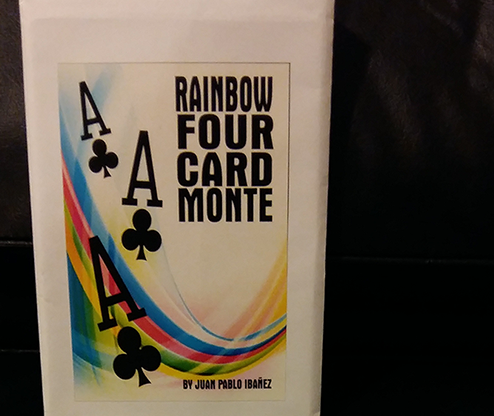 A
A
A
RAINBOW
FOUR
CARD
MONTE
BY JUAN PABLO IBAÑEZ